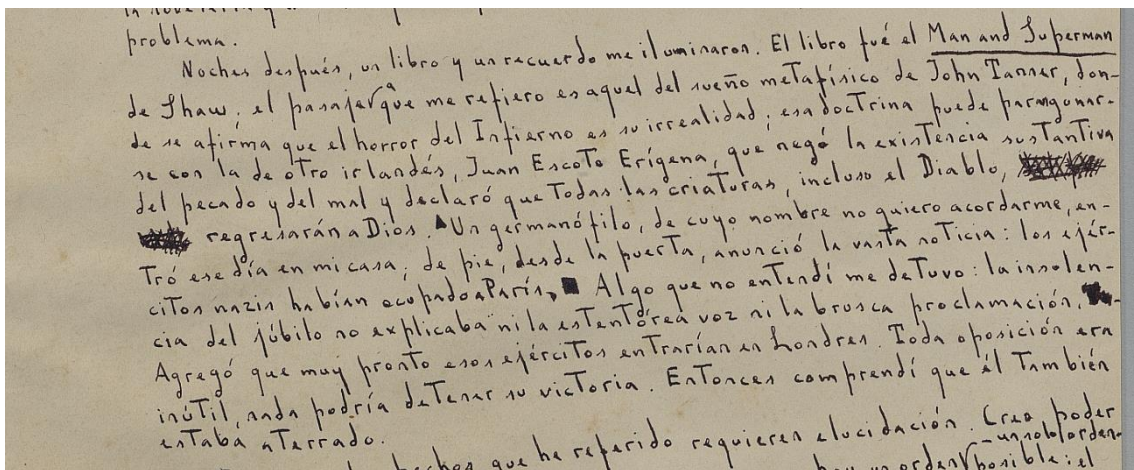 problema.
Noches después, un libro y un recuerdo me iluminaron. El libro fué el Man and Superman
de Shaw; el pasaje a que me refiero es aquel del sueño metafísico de John Tanner, don-
de se afirma que el horror del Infierno es su irrealidad; esa doctrina puede parangonar-
se con la de otro irlandés, Juan Escoto Erígena, que negó la existencia sustantiva
del pecado y del mal y declaró que todas las criaturas, incluso el Diablo,
regresarán a Dios. Un germanófilo, de cuyo nombre no quiero acordarme, en-
tró ese día en mi casa; de pie, desde la puerta, anunció la vasta noticia: los ejér-
citos nazis habían ocupado a París. Algo que no entendí me detuvo: la insolen-
cia del júbilo no explicaba ni la estentórea voz ni la brusca proclamación.
Agregó que muy pronto esos ejércitos entrarían en Londres. Toda oposición era
inútil, nada podría detener su victoria. Entonces comprendí que él también
estaba aterrado.
hechos que he referido requieren elucidación. Creo poder
un solo orden
hay un orden posible: el